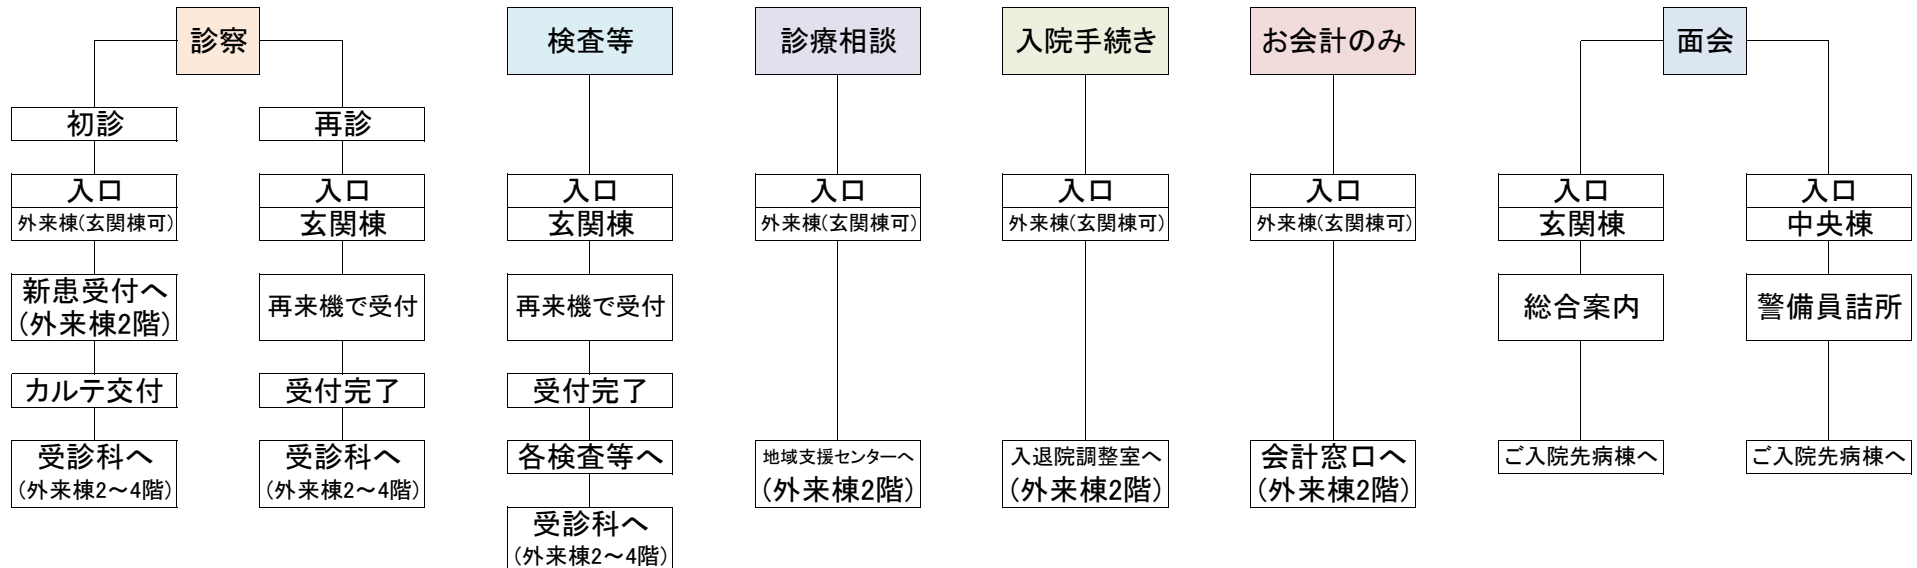 診察
初診
入口
外来棟(玄関棟可)
新患受付へ
(外来棟2階)
カルテ交付
受診科へ
(外来棟2～4階)
再診
入口
玄関棟
再来機で受付
受付完了
受診科へ
(外来棟2～4階)
検査等
入口
玄関棟
再来機で受付
受付完了
各検査等へ
受診科へ
(外来棟2～4階)
診療相談
入口
外来棟(玄関棟可)
地域支援センターへ
(外来棟2階)
入院手続き
入口
外来棟(玄関棟可)
入退院調整室へ
(外来棟2階)
お会計のみ
入口
外来棟(玄関棟可)
会計窓口へ
(外来棟2階)
面会
入口
玄関棟
総合案内
ご入院先病棟へ
入口
中央棟
警備員詰所
ご入院先病棟へ